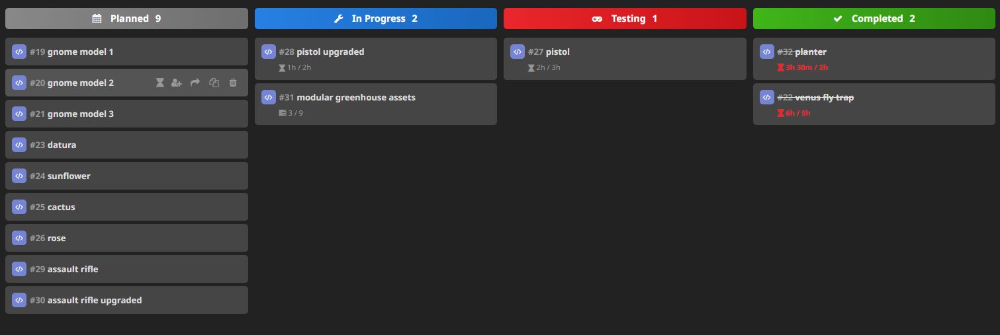 Planned 9
#19 gnome model 1
#20 gnome model 2
#21 gnome model 3
#23 datura
#24 sunflower
#25 cactus
#26 rose
#29 assault rifle
#30 assault rifle upgraded
In Progress 2
#28 pistol upgraded
1h / 2h
#31 modular greenhouse assets
3 / 9
Testing 1
#27 pistol
2h / 3h
Completed 2
#32 planter
3h 30m / 2h
#22 venus fly trap
6h / 5h